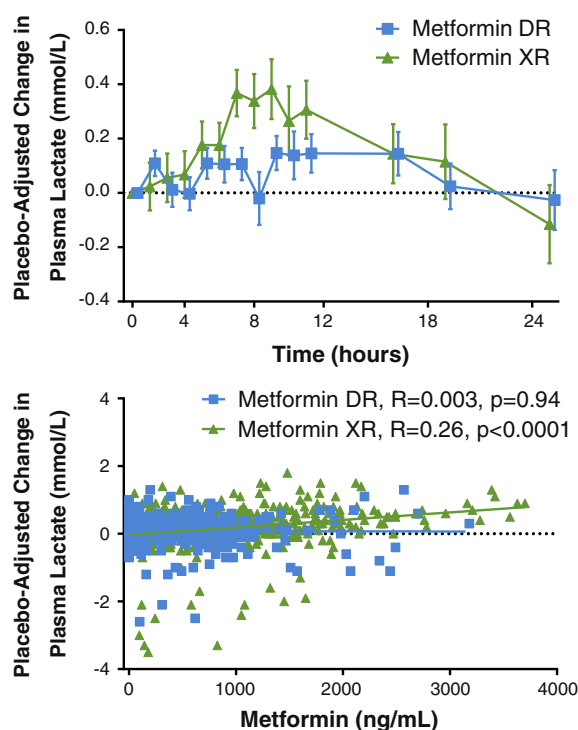 Placebo-Adjusted Change in
Plasma Lactate (mmol/L)
Metformin DR
Metformin XR
0.6
0.4
0.2
0.0
-0.2
-0.4
0 4 8 12 18 24
Time (hours)
Placebo-Adjusted Change in
Plasma Lactate (mmol/L)
Metformin DR, R=0.003, p=0.94
Metformin XR, R=0.26, p<0.0001
4
2
0
-2
-4
0 1000 2000 3000 4000
Metformin (ng/mL)